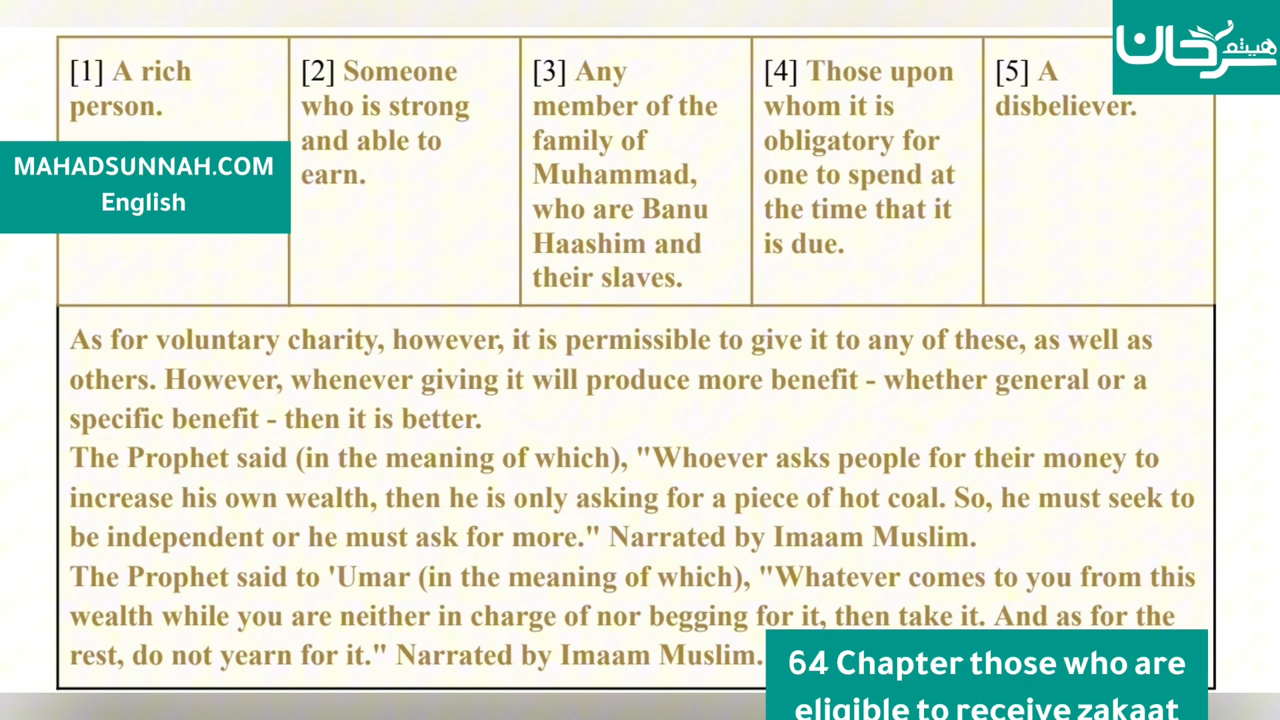 [1] A rich
person.
[2] Someone
who is strong
and able to
earn.
[3] Any
member of the
family of
Muhammad,
who are Banu
Haashim and
their slaves.
[4] Those upon
whom it is
obligatory for
one to spend at
the time that it
is due.
[5] A
disbeliever.
هيتمي سرحان
MAHADSUNNAH.COM
English
As for voluntary charity, however, it is permissible to give it to any of these, as well as
others. However, whenever giving it will produce more benefit - whether general or a
specific benefit - then it is better.
The Prophet said (in the meaning of which), "Whoever asks people for their money to
increase his own wealth, then he is only asking for a piece of hot coal. So, he must seek to
be independent or he must ask for more." Narrated by Imaam Muslim.
The Prophet said to 'Umar (in the meaning of which), "Whatever comes to you from this
wealth while you are neither in charge of nor begging for it, then take it. And as for the
rest, do not yearn for it." Narrated by Imaam Muslim.
64 Chapter those who are
eligible to receive zakaat